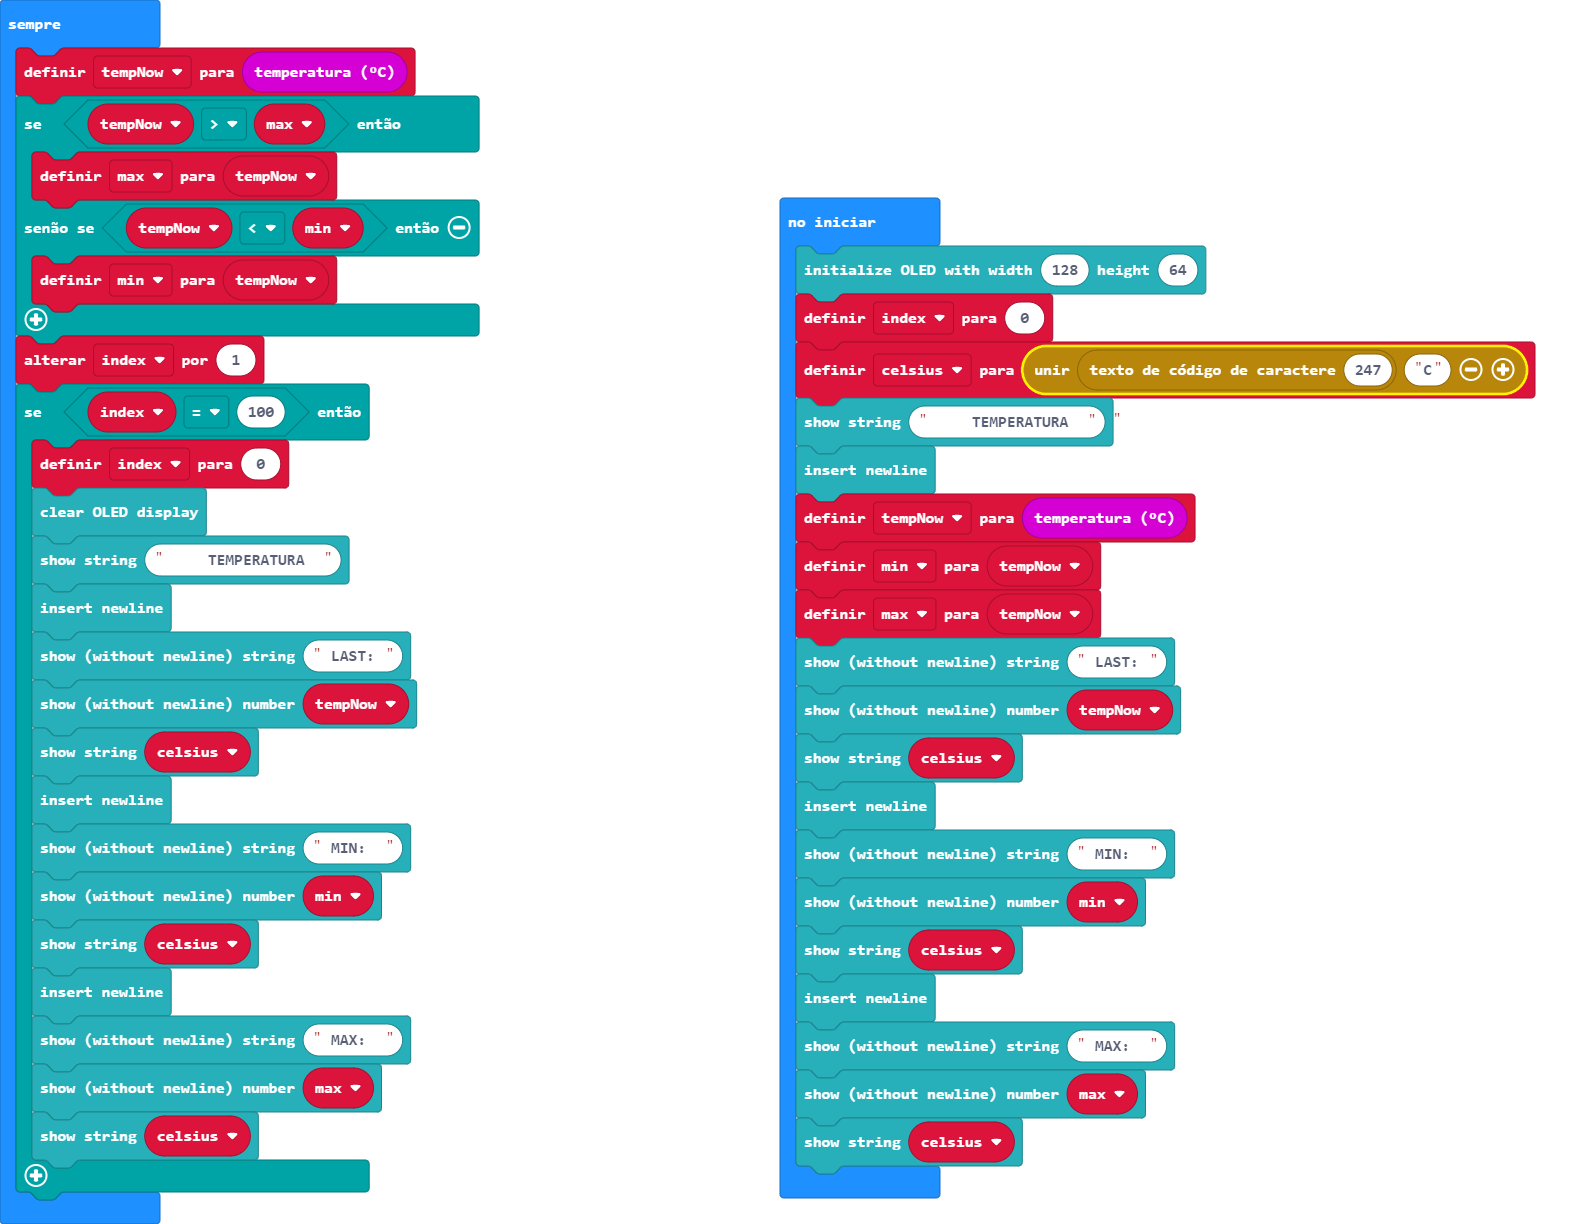 sempre
definir tempNow para temperatura (ºC)
se tempNow > max então
definir max para tempNow
senão se tempNow < min então
definir min para tempNow
alterar index por 1
se index = 100 então
definir index para 0
clear OLED display
show string " TEMPERATURA "
insert newline
show (without newline) string " LAST: "
show (without newline) number tempNow
show string celsius
insert newline
show (without newline) string " MIN: "
show (without newline) number min
show string celsius
insert newline
show (without newline) string " MAX: "
show (without newline) number max
show string celsius
no iniciar
initialize OLED with width 128 height 64
definir index para 0
definir celsius para unir texto de código de caractere 247 "C"
show string " TEMPERATURA " "
insert newline
definir tempNow para temperatura (ºC)
definir min para tempNow
definir max para tempNow
show (without newline) string " LAST: "
show (without newline) number tempNow
show string celsius
insert newline
show (without newline) string " MIN: "
show (without newline) number min
show string celsius
insert newline
show (without newline) string " MAX: "
show (without newline) number max
show string celsius